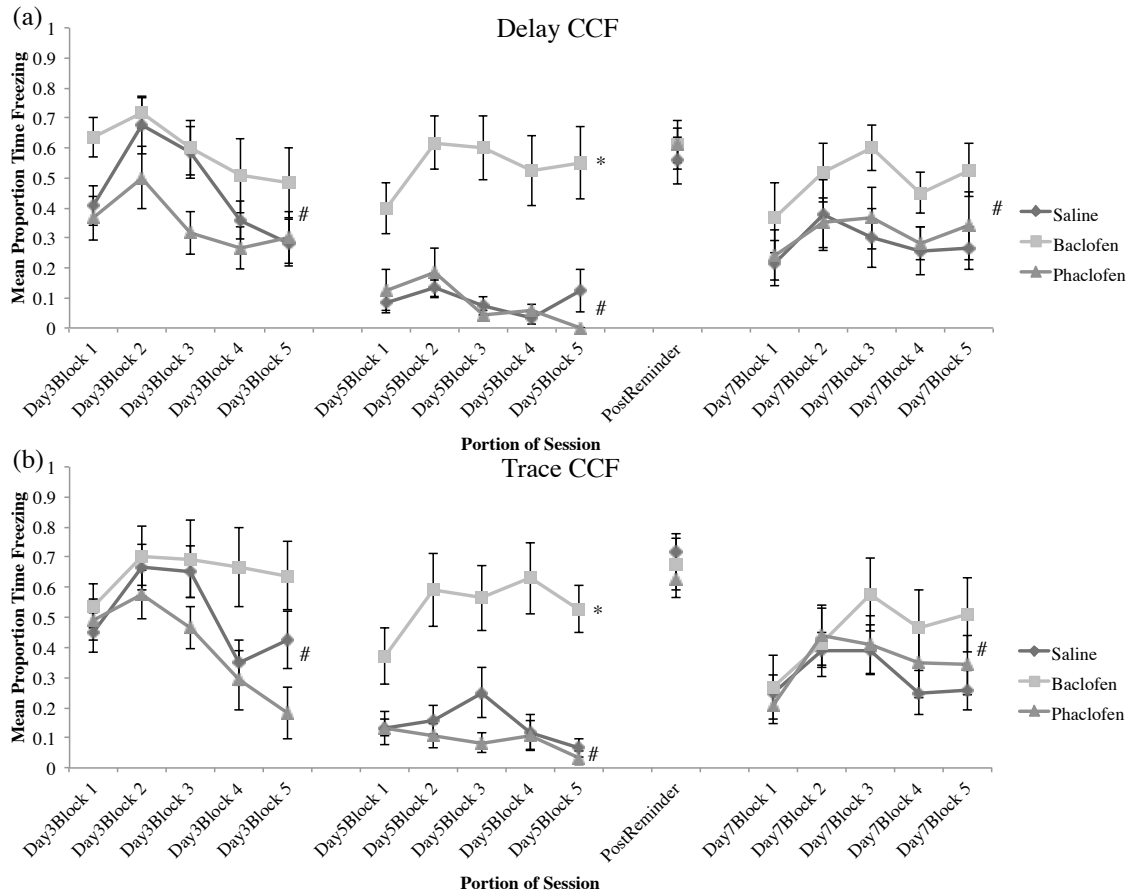 (a)
Delay CCF
Mean Proportion Time Freezing
1
0.9
0.8
0.7
0.6
0.5
0.4
0.3
0.2
0.1
0
#
*
#
#
Saline
Baclofen
Phaclofen
Day3Block 1
Day3Block 2
Day3Block 3
Day3Block 4
Day3Block 5
Day5Block 1
Day5Block 2
Day5Block 3
Day5Block 4
Day5Block 5
PostReminder
Day7Block 1
Day7Block 2
Day7Block 3
Day7Block 4
Day7Block 5
Portion of Session
(b)
Trace CCF
Mean Proportion Time Freezing
1
0.9
0.8
0.7
0.6
0.5
0.4
0.3
0.2
0.1
0
#
*
#
#
Saline
Baclofen
Phaclofen
Day3Block 1
Day3Block 2
Day3Block 3
Day3Block 4
Day3Block 5
Day5Block 1
Day5Block 2
Day5Block 3
Day5Block 4
Day5Block 5
PostReminder
Day7Block 1
Day7Block 2
Day7Block 3
Day7Block 4
Day7Block 5
Portion of Session